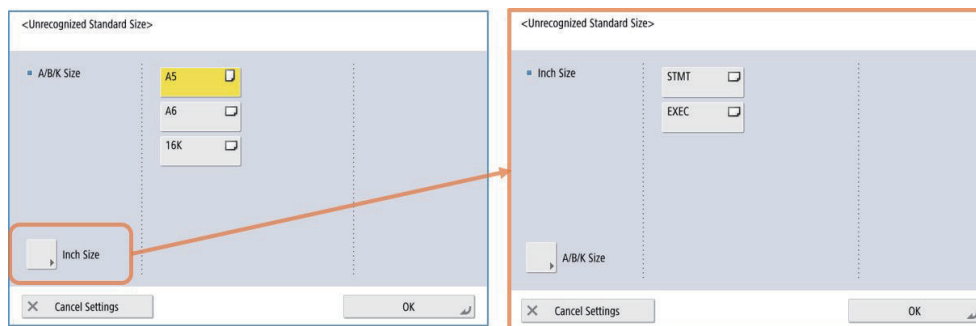 <Unrecognized Standard Size>
A/B/K Size
A5
A6
16K
Inch Size
Cancel Settings
OK
<Unrecognized Standard Size>
Inch Size
STMT
EXEC
A/B/K Size
Cancel Settings
OK